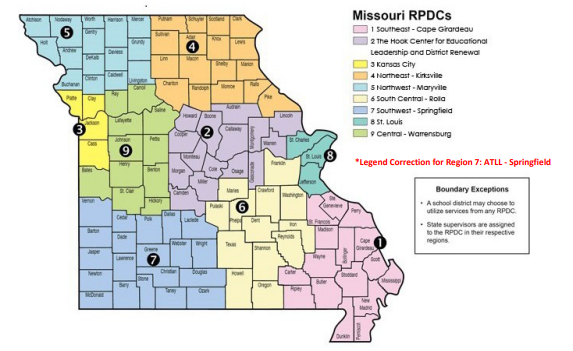 Missouri RPDCs
1 Southeast - Cape Girardeau
2 The Hook Center for Educational
Leadership and District Renewal
3 Kansas City
4 Northeast - Kirksville
5 Northwest - Maryville
6 South Central - Rolla
7 Southwest - Springfield
8 St. Louis
9 Central - Warrensburg
*Legend Correction for Region 7: ATLL - Springfield
Boundary Exceptions
• A school district may choose to
utilize services from any RPDC.
• State supervisors are assigned
to the RPDC in their respective
regions.
Atchison Nodaway Worth Harrison Mercer Putnam Schuyler Scotland Clark
5
Gentry Sullivan Adair Knox
4
Holt Grundy Lewis
Andrew DeKalb Daviess Linn Macon Shelby Marion
Buchanan Clinton Caldwell Livingston
Chariton Randolph Monroe Ralls
Platte Clay Ray Carroll Pike
Saline Howard Boone Audrain Lincoln
3
Jackson Lafayette Cooper 2 Callaway Montgomery St. Charles
8
Cass 9 Pettis Moniteau Cole Osage Gasconade Franklin St. Louis
Henry Morgan Jefferson
Bates Benton Miller
St. Clair Camden Maries Crawford Washington
Vernon Hickory Ste. Genevieve
Pulaski 6 Phelps Dent Iron St. Francois Perry
Cedar Polk Dallas Laclede Madison
Barton Dade Reynolds Cape Girardeau
1
Greene Webster Wright Texas Shannon Wayne Bollinger
Jasper Lawrence 7 Scott
Newton Christian Douglas Carter Stoddard Mississippi
Stone Howell Butler
McDonald Barry Taney Ozark Oregon Ripley New Madrid
Dunklin Pemiscot